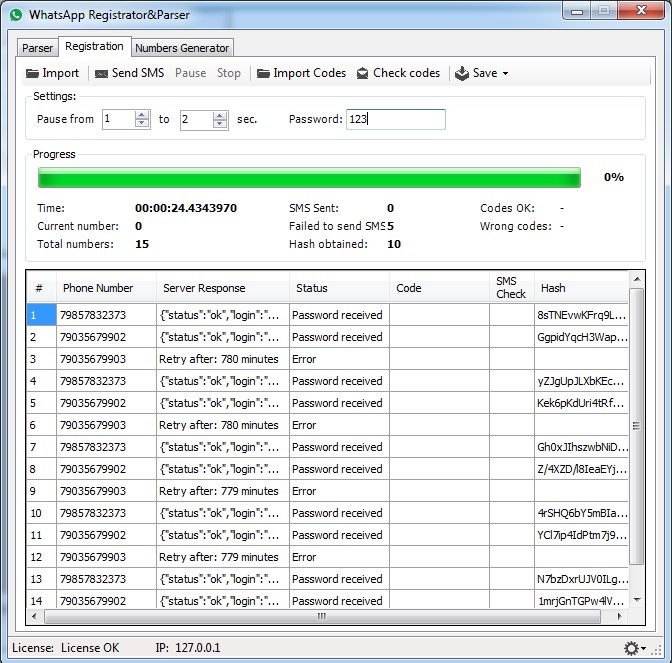 WhatsApp Registrator&Parser
Parser Registration Numbers Generator
Import Send SMS Pause Stop Import Codes Check codes Save
Settings:
Pause from 1 to 2 sec. Password: 123
Progress
0%
Time: 00:00:24.4343970 SMS Sent: 0 Codes OK: -
Current number: 0 Failed to send SMS 5 Wrong codes: -
Total numbers: 15 Hash obtained: 10
# Phone Number Server Response Status Code SMS Check Hash
1 79857832373 {"status":"ok","login":"... Password received 8sTNEvwKFrq9L...
2 79035679902 {"status":"ok","login":"... Password received GgpidYqcH3Wap...
3 79035679903 Retry after: 780 minutes Error
4 79857832373 {"status":"ok","login":"... Password received yZJgUpJLXbKEc...
5 79035679902 {"status":"ok","login":"... Password received Kek6pKdUri4tRf...
6 79035679903 Retry after: 780 minutes Error
7 79857832373 {"status":"ok","login":"... Password received Gh0xJIhszwbNiD...
8 79035679902 {"status":"ok","login":"... Password received Z/4XZD/l8IeaEYj...
9 79035679903 Retry after: 779 minutes Error
10 79857832373 {"status":"ok","login":"... Password received 4rSHQ6bY5mBIa...
11 79035679902 {"status":"ok","login":"... Password received YCl7ip4IdPtm7j9...
12 79035679903 Retry after: 779 minutes Error
13 79857832373 {"status":"ok","login":"... Password received N7bzDxrUJV0ILg...
14 79035679902 {"status":"ok","login":"... Password received 1mrjGnTGPw4lV...
License: License OK IP: 127.0.0.1